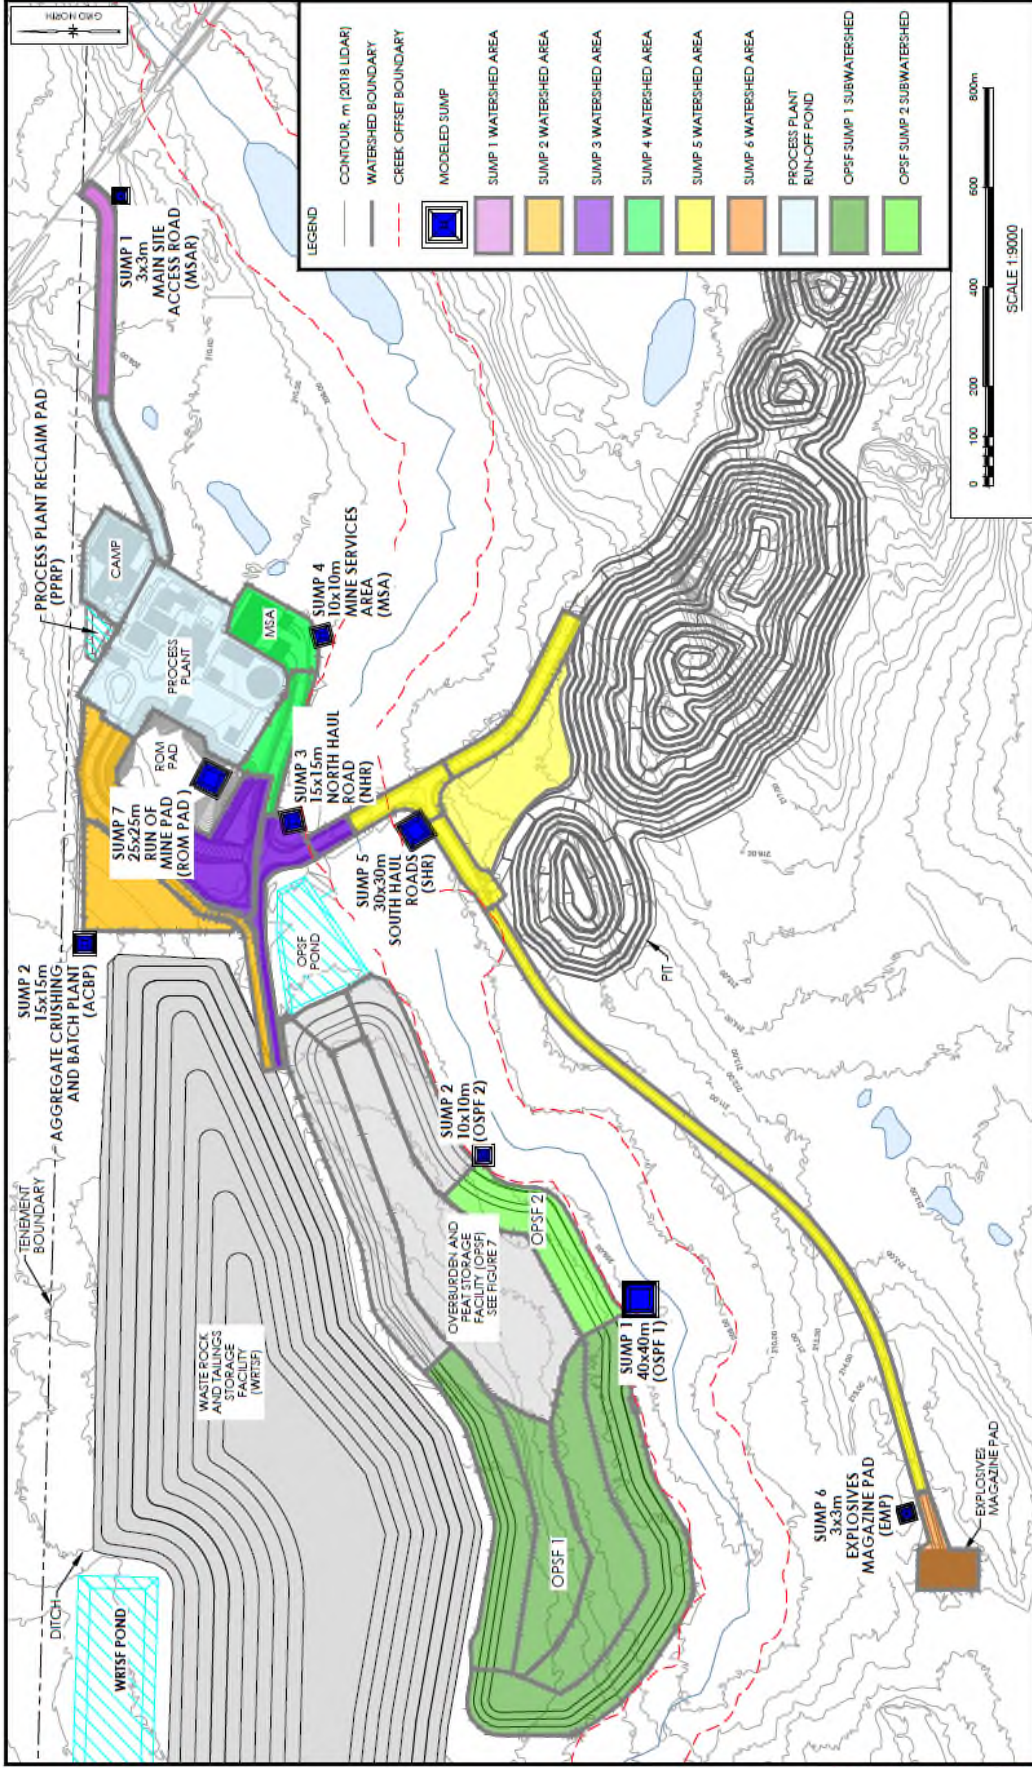 GRID NORTH
N
LEGEND
CONTOUR, m (2018 LIDAR)
WATERSHED BOUNDARY
CREEK OFFSET BOUNDARY
MODELED SUMP
SUMP 1 WATERSHED AREA
SUMP 2 WATERSHED AREA
SUMP 3 WATERSHED AREA
SUMP 4 WATERSHED AREA
SUMP 5 WATERSHED AREA
SUMP 6 WATERSHED AREA
PROCESS PLANT
RUN-OFF POND
OPSF SUMP 1 SUBWATERSHED
OPSF SUMP 2 SUBWATERSHED
0
100
200
400
600
800m
SCALE 1:9000
TENEMENT
BOUNDARY
DITCH
WRTSF POND
WASTE ROCK
AND TAILINGS
STORAGE
FACILITY
(WRTSF)
SUMP 2
15x15m
AGGREGATE CRUSHING
AND BATCH PLANT
(ACBP)
SUMP 7
25x25m
RUN OF
MINE PAD
(ROM PAD)
ROM
PAD
PROCESS
PLANT
PROCESS PLANT RECLAIM PAD
(PPRP)
CAMP
MSA
SUMP 1
3x3m
MAIN SITE
ACCESS ROAD
(MSAR)
SUMP 4
10x10m
MINE SERVICES
AREA
(MSA)
SUMP 3
15x15m
NORTH HAUL
ROAD
(NHR)
SUMP 5
30x30m
SOUTH HAUL
ROADS
(SHR)
OPSF
POND
SUMP 2
10x10m
(OSPF 2)
OVERBURDEN AND
PEAT STORAGE
FACILITY (OPSF)
SEE FIGURE 7
OPSF 2
OPSF 1
SUMP 1
40x40m
(OSPF 1)
PIT
SUMP 6
3x3m
EXPLOSIVES
MAGAZINE PAD
(EMP)
EXPLOSIVES
MAGAZINE PAD